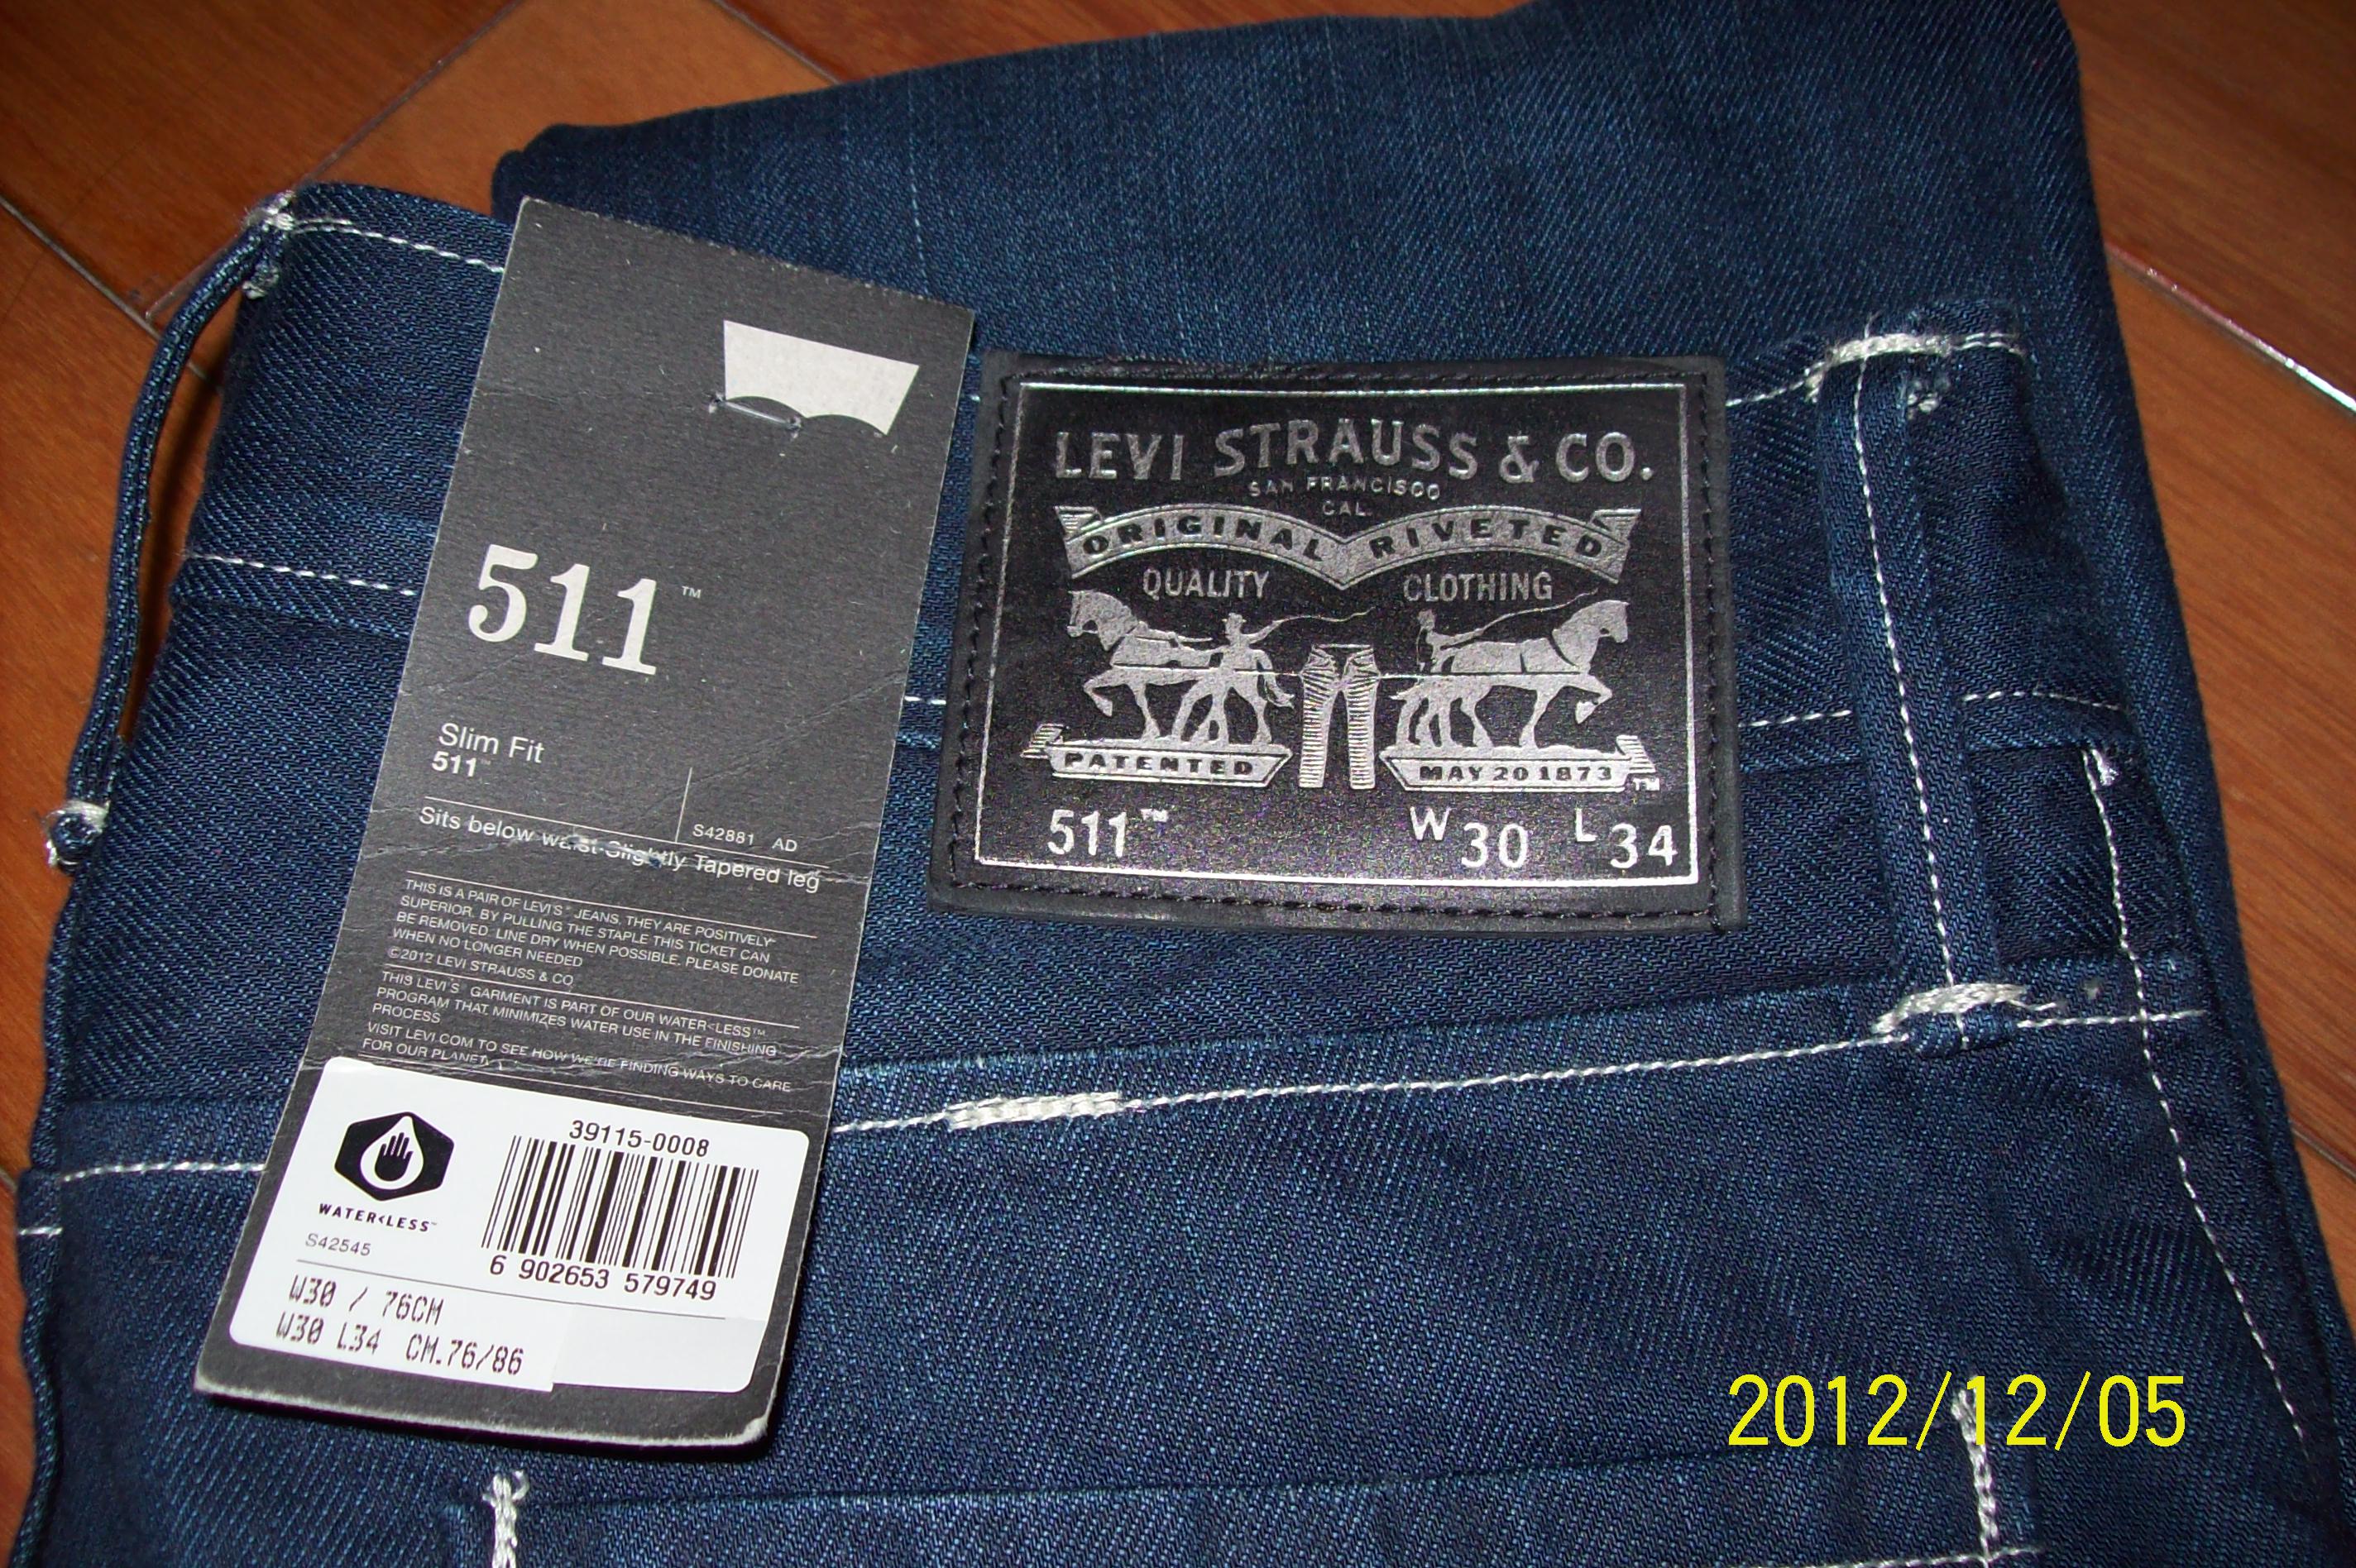 511™
Slim Fit
511™
S42881 AD
Sits below waist-Slightly Tapered leg
THIS IS A PAIR OF LEVI'S® JEANS. THEY ARE POSITIVELY
SUPERIOR. BY PULLING THE STAPLE THIS TICKET CAN
BE REMOVED. LINE DRY WHEN POSSIBLE. PLEASE DONATE
WHEN NO LONGER NEEDED
©2012 LEVI STRAUSS & CO
THIS LEVI'S® GARMENT IS PART OF OUR WATER<LESS™
PROGRAM THAT MINIMIZES WATER USE IN THE FINISHING
PROCESS
VISIT LEVI.COM TO SEE HOW WE'RE FINDING WAYS TO CARE
FOR OUR PLANET.
39115-0008
WATER<LESS™
S42545
6 902653 579749
W30 / 76CM
W30 L34 CM.76/86
LEVI STRAUSS & CO.
SAN FRANCISCO
CAL.
ORIGINAL RIVETED
QUALITY CLOTHING
PATENTED MAY 20 1873™
511™ W30 L34
2012/12/05